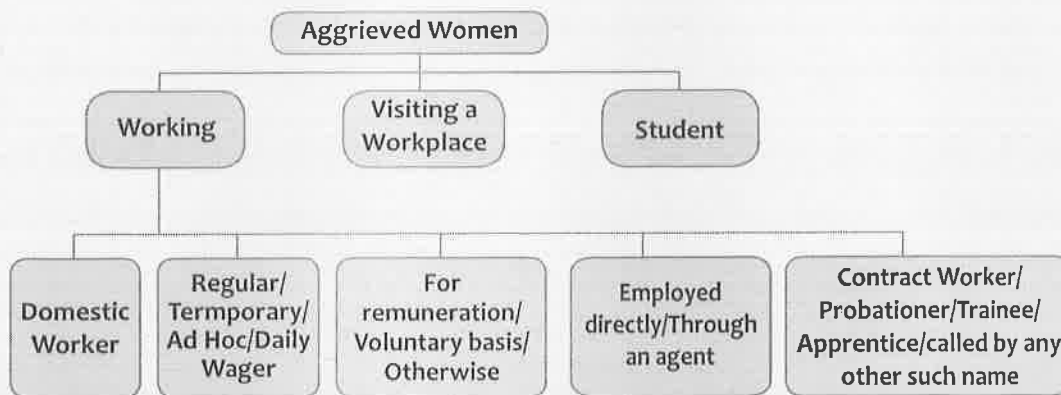 Aggrieved Women
Working
Visiting a
Workplace
Student
Domestic
Worker
Regular/
Termporary/
Ad Hoc/Daily
Wager
For
remuneration/
Voluntary basis/
Otherwise
Employed
directly/Through
an agent
Contract Worker/
Probationer/Trainee/
Apprentice/called by any
other such name